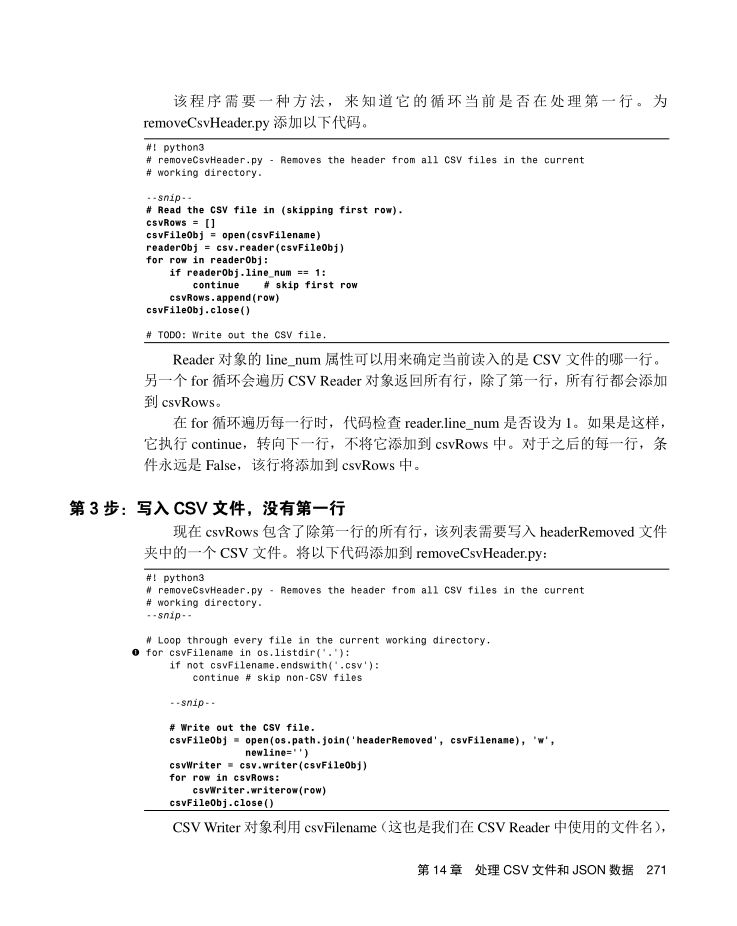 该程序需要一种方法，来知道它的循环当前是否在处理第一行。为
removeCsvHeader.py 添加以下代码。
#! python3
# removeCsvHeader.py - Removes the header from all CSV files in the current
# working directory.
--snip--
# Read the CSV file in (skipping first row).
csvRows = []
csvFileObj = open(csvFilename)
readerObj = csv.reader(csvFileObj)
for row in readerObj:
    if readerObj.line_num == 1:
        continue    # skip first row
    csvRows.append(row)
csvFileObj.close()
# TODO: Write out the CSV file.
Reader 对象的 line_num 属性可以用来确定当前读入的是 CSV 文件的哪一行。
另一个 for 循环会遍历 CSV Reader 对象返回所有行，除了第一行，所有行都会添加
到 csvRows。
在 for 循环遍历每一行时，代码检查 reader.line_num 是否设为 1。如果是这样，
它执行 continue，转向下一行，不将它添加到 csvRows 中。对于之后的每一行，条
件永远是 False，该行将添加到 csvRows 中。
第 3 步：写入 CSV 文件，没有第一行
现在 csvRows 包含了除第一行的所有行，该列表需要写入 headerRemoved 文件
夹中的一个 CSV 文件。将以下代码添加到 removeCsvHeader.py：
#! python3
# removeCsvHeader.py - Removes the header from all CSV files in the current
# working directory.
--snip--
# Loop through every file in the current working directory.
❶ for csvFilename in os.listdir('.'):
    if not csvFilename.endswith('.csv'):
        continue # skip non-CSV files
    --snip--
    # Write out the CSV file.
    csvFileObj = open(os.path.join('headerRemoved', csvFilename), 'w',
                 newline='')
    csvWriter = csv.writer(csvFileObj)
    for row in csvRows:
        csvWriter.writerow(row)
    csvFileObj.close()
CSV Writer 对象利用 csvFilename（这也是我们在 CSV Reader 中使用的文件名），
第 14 章 处理 CSV 文件和 JSON 数据 271